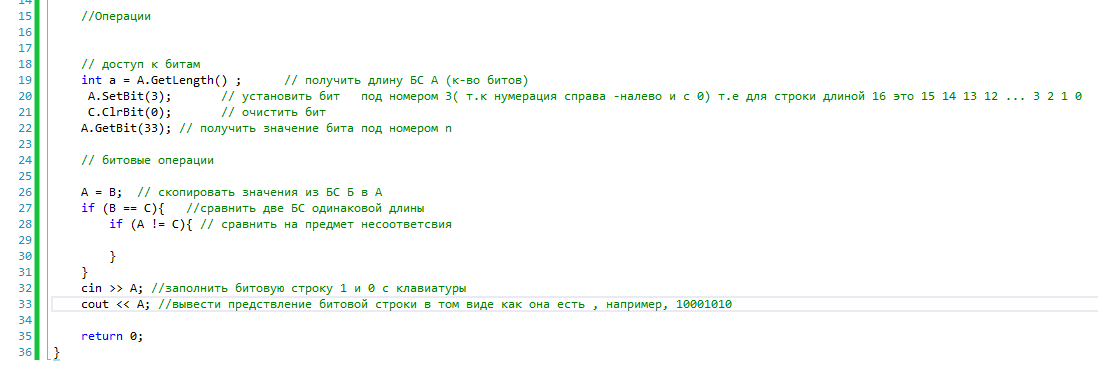 15 //Операции
16
17
18 // доступ к битам
19 int a = A.GetLength() ; // получить длину БС А (к-во битов)
20 A.SetBit(3); // установить бит под номером 3( т.к нумерация справа -налево и с 0) т.е для строки длиной 16 это 15 14 13 12 ... 3 2 1 0
21 C.ClrBit(0); // очистить бит
22 A.GetBit(33); // получить значение бита под номером n
23
24 // битовые операции
25
26 A = B; // скопировать значения из БС Б в А
27 if (B == C){ //сравнить две БС одинаковой длины
28 if (A != C){ // сравнить на предмет несоответсвия
29
30 }
31 }
32 cin >> A; //заполнить битовую строку 1 и 0 с клавиатуры
33 cout << A; //вывести предствление битовой строки в том виде как она есть , например, 10001010
34
35 return 0;
36 }